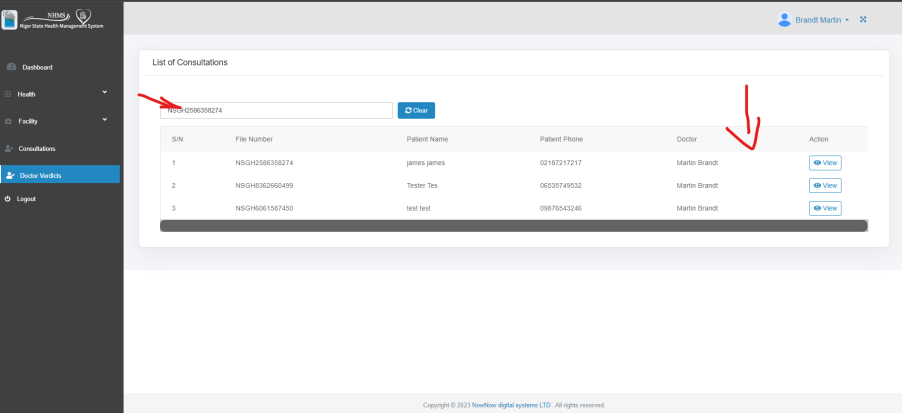 NHMS
Niger State Health Management System
Brandt Martin
Dashboard
Health
Facility
Consultations
Doctor Verdicts
Logout
List of Consultations
NSGH2586358274
Clear
S/N File Number Patient Name Patient Phone Doctor Action
1 NSGH2586358274 james james 02187217217 Martin Brandt View
2 NSGH8362660499 Tester Tes 06535749532 Martin Brandt View
3 NSGH6061587450 test test 09876543246 Martin Brandt View
Copyright © 2023 NowNow digital systems LTD . All rights reserved.